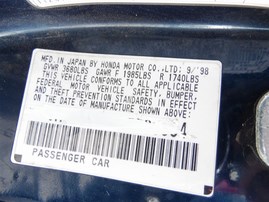 MFD. IN JAPAN BY HONDA MOTOR CO.,LTD: 9/98
GVWR 3680LBS GAWR F 1985LBS R 1740LBS
THIS VEHICLE CONFORMS TO ALL APPLICABLE
FEDERAL MOTOR VEHICLE SAFETY, BUMPER,
AND THEFT PREVENTION STANDARDS IN EFFECT
ON THE DATE OF MANUFACTURE SHOWN ABOVE.
PASSENGER CAR